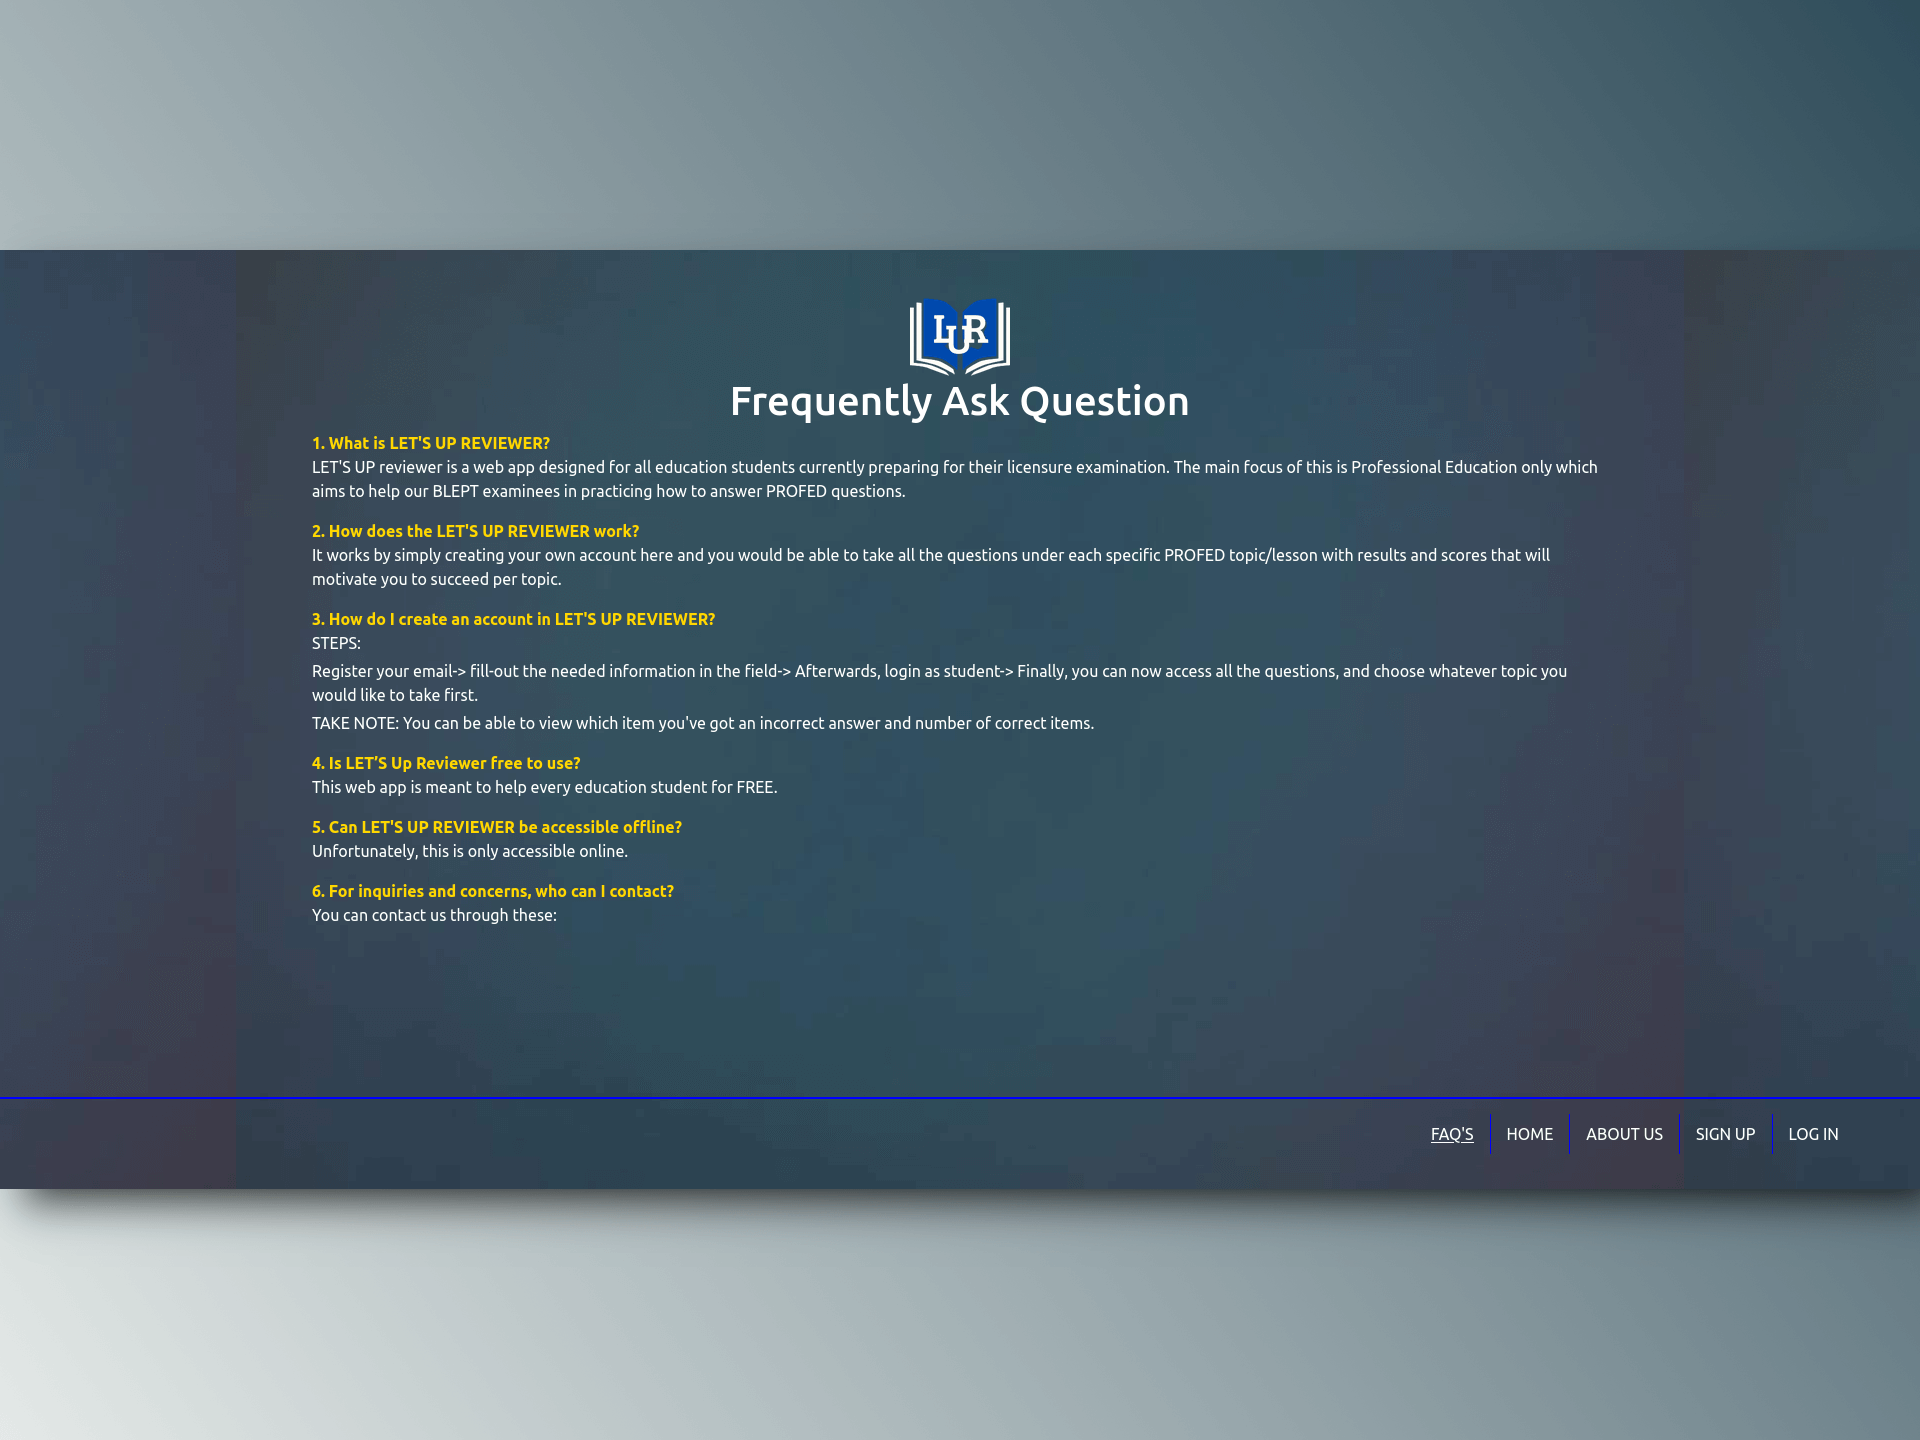 LUR
Frequently Ask Question
1. What is LET'S UP REVIEWER?
LET'S UP reviewer is a web app designed for all education students currently preparing for their licensure examination. The main focus of this is Professional Education only which
aims to help our BLEPT examinees in practicing how to answer PROFED questions.
2. How does the LET'S UP REVIEWER work?
It works by simply creating your own account here and you would be able to take all the questions under each specific PROFED topic/lesson with results and scores that will
motivate you to succeed per topic.
3. How do I create an account in LET'S UP REVIEWER?
STEPS:
Register your email-> fill-out the needed information in the field-> Afterwards, login as student-> Finally, you can now access all the questions, and choose whatever topic you
would like to take first.
TAKE NOTE: You can be able to view which item you've got an incorrect answer and number of correct items.
4. Is LET’S Up Reviewer free to use?
This web app is meant to help every education student for FREE.
5. Can LET'S UP REVIEWER be accessible offline?
Unfortunately, this is only accessible online.
6. For inquiries and concerns, who can I contact?
You can contact us through these:
FAQ'S HOME ABOUT US SIGN UP LOG IN